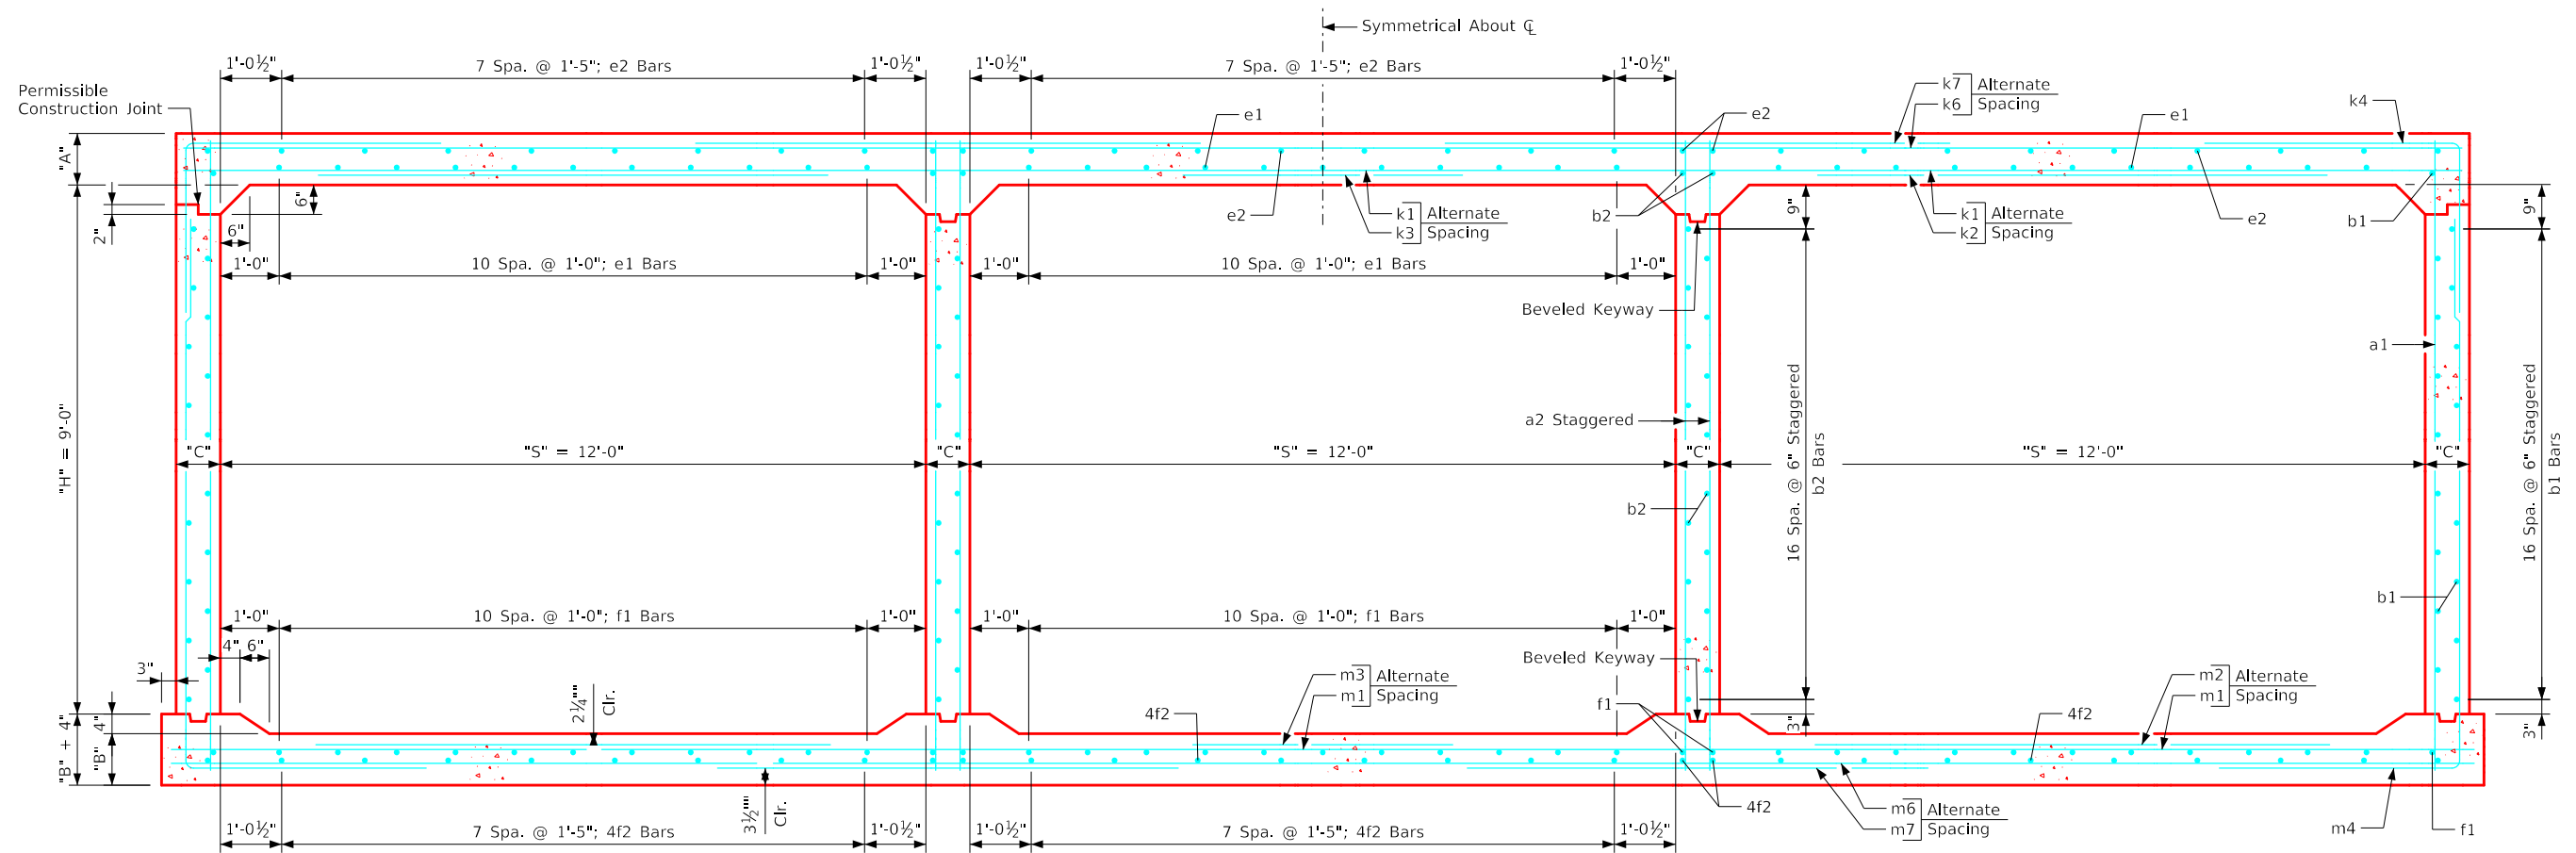 Symmetrical About ℄
1'-0½"
7 Spa. @ 1'-5"; e2 Bars
1'-0½"
1'-0½"
7 Spa. @ 1'-5"; e2 Bars
1'-0½"
Permissible
Construction Joint
k7
k6
Alternate
Spacing
k4
e1
e2
e1
"A"
2"
6"
6"
9"
9"
e2
k1
k3
Alternate
Spacing
b2
k1
k2
Alternate
Spacing
e2
b1
1'-0"
10 Spa. @ 1'-0"; e1 Bars
1'-0"
1'-0"
10 Spa. @ 1'-0"; e1 Bars
1'-0"
Beveled Keyway
a1
"H" = 9'-0"
a2 Staggered
16 Spa. @ 6" Staggered
b2 Bars
16 Spa. @ 6" Staggered
b1 Bars
"C"
"S" = 12'-0"
"C"
"S" = 12'-0"
"C"
"S" = 12'-0"
"C"
b2
b1
1'-0"
10 Spa. @ 1'-0"; f1 Bars
1'-0"
1'-0"
10 Spa. @ 1'-0"; f1 Bars
1'-0"
4"
6"
3"
Beveled Keyway
2¼""
Clr.
m3
m1
Alternate
Spacing
m2
m1
Alternate
Spacing
4f2
f1
4f2
3"
3"
"B" + 4"
4"
"B"
3½""
Clr.
4f2
m6
m7
Alternate
Spacing
m4
f1
1'-0½"
7 Spa. @ 1'-5"; 4f2 Bars
1'-0½"
1'-0½"
7 Spa. @ 1'-5"; 4f2 Bars
1'-0½"